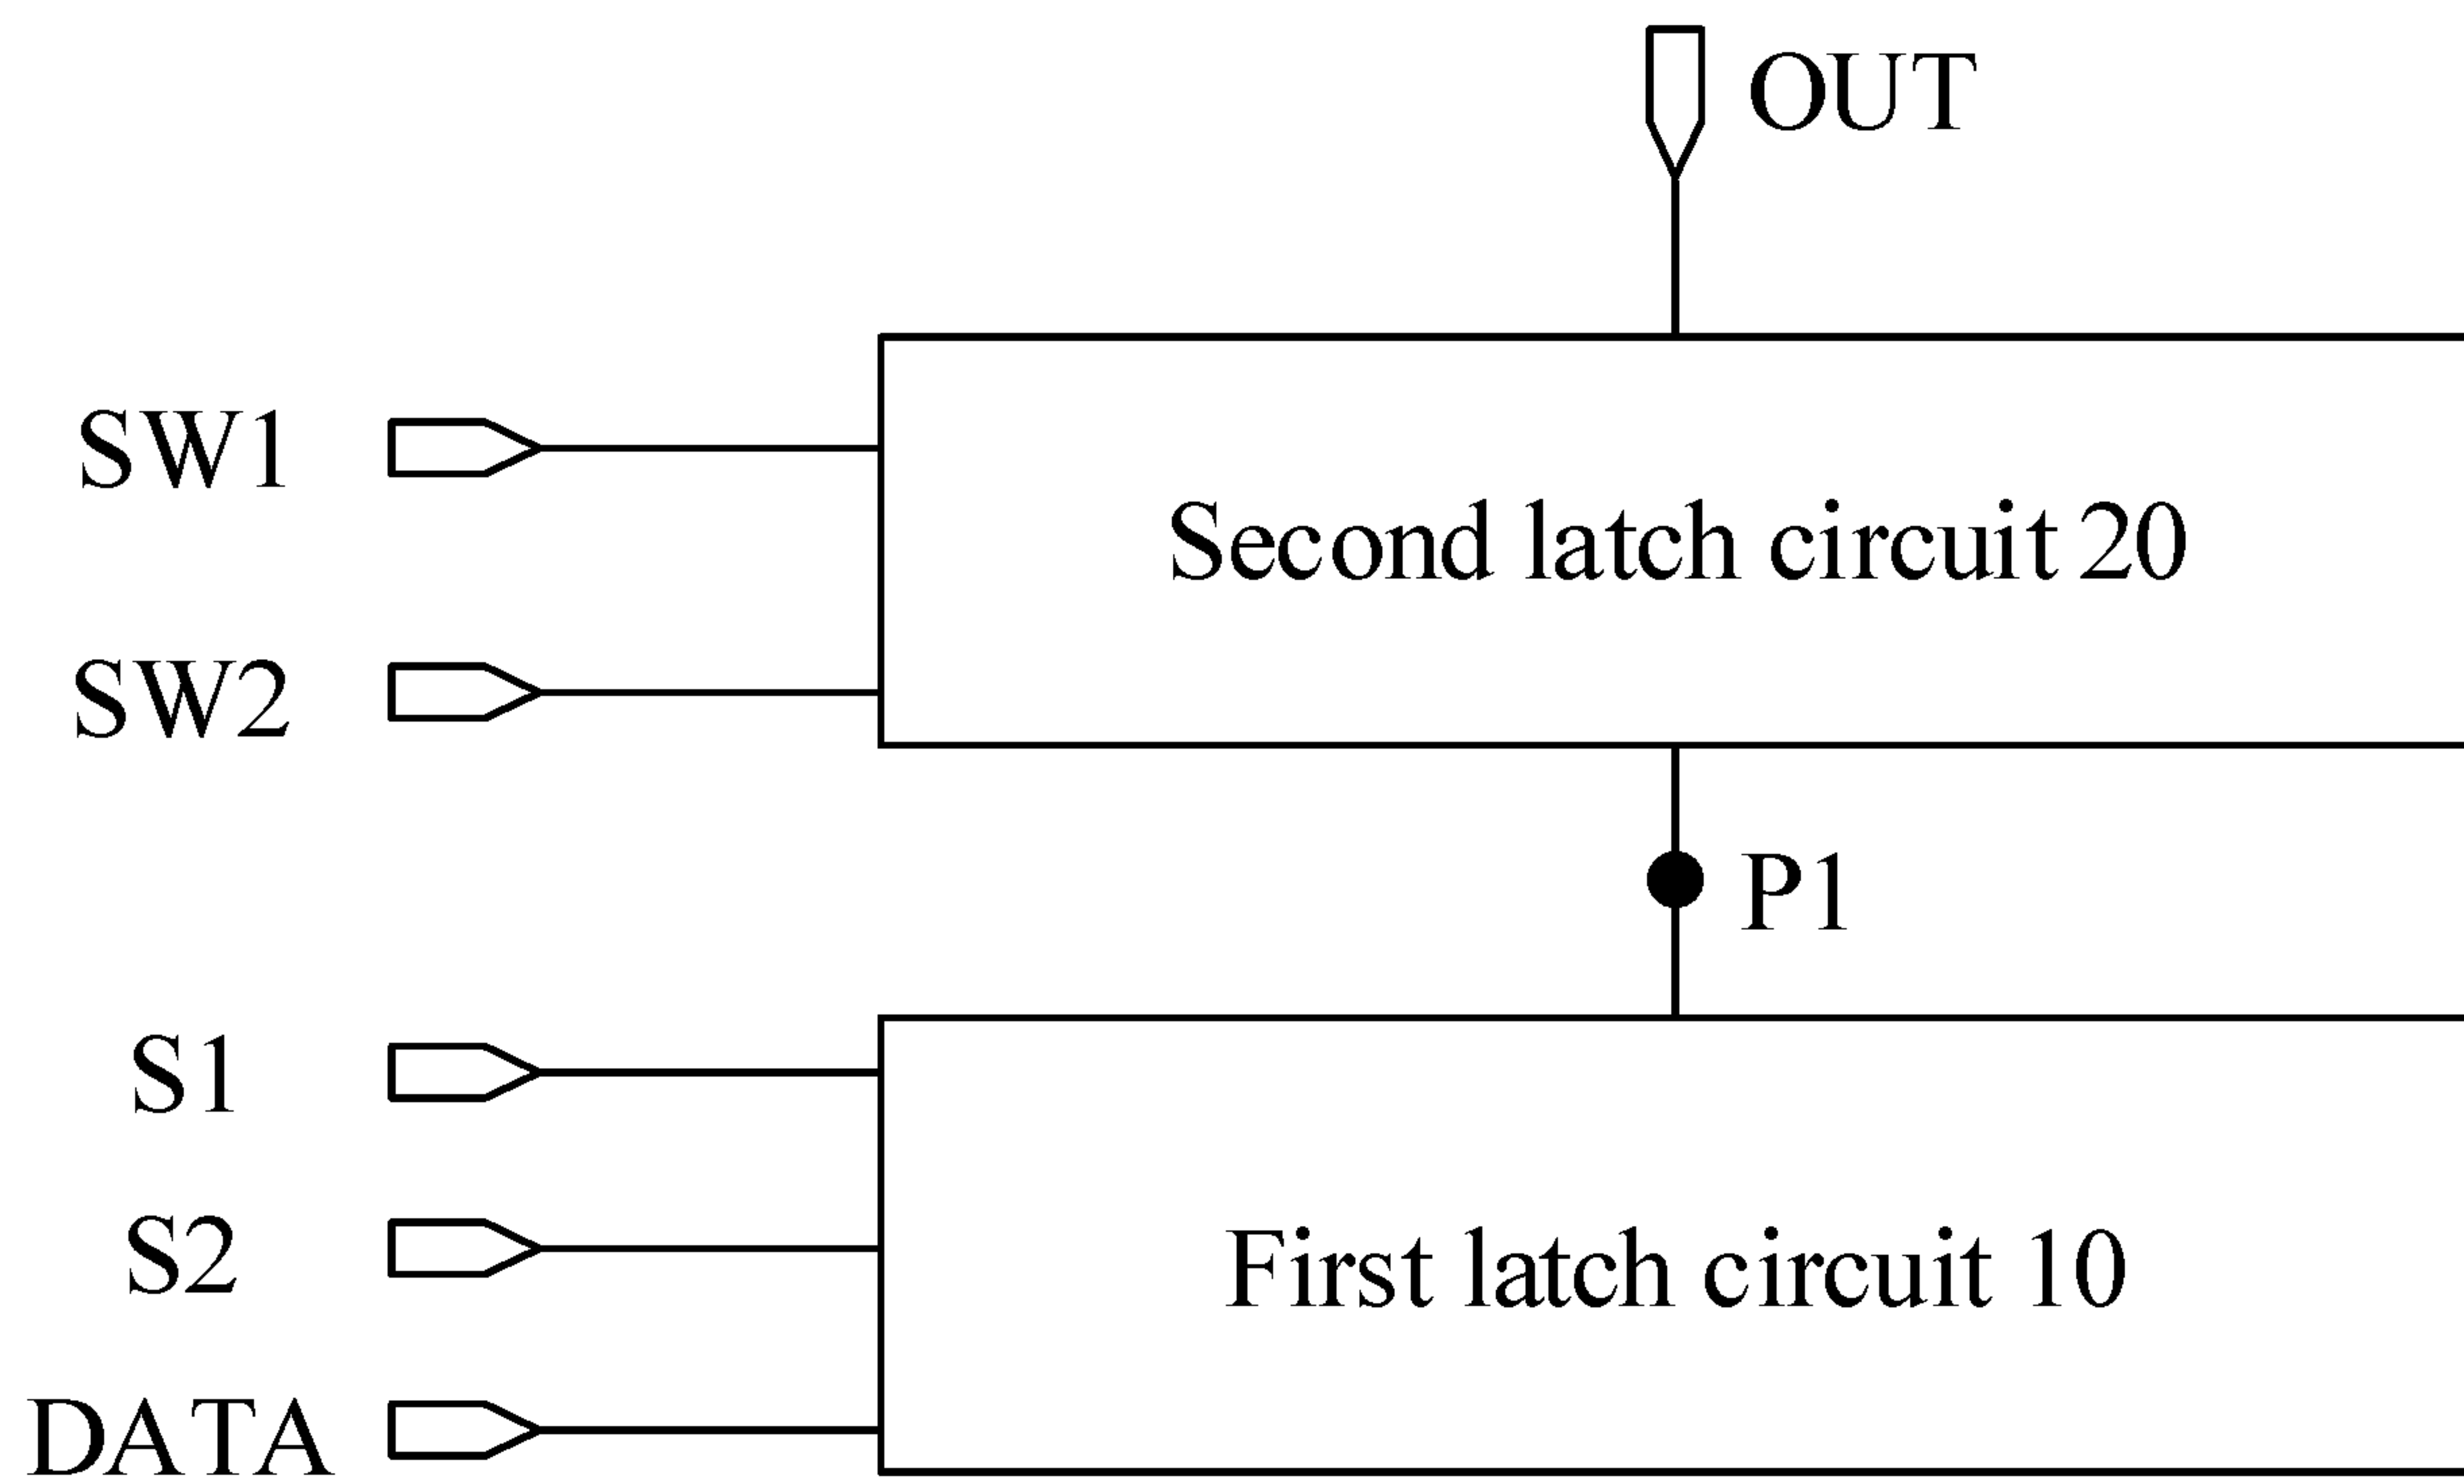 OUT
SW1
Second latch circuit 20
SW2
P1
S1
S2
First latch circuit 10
DATA